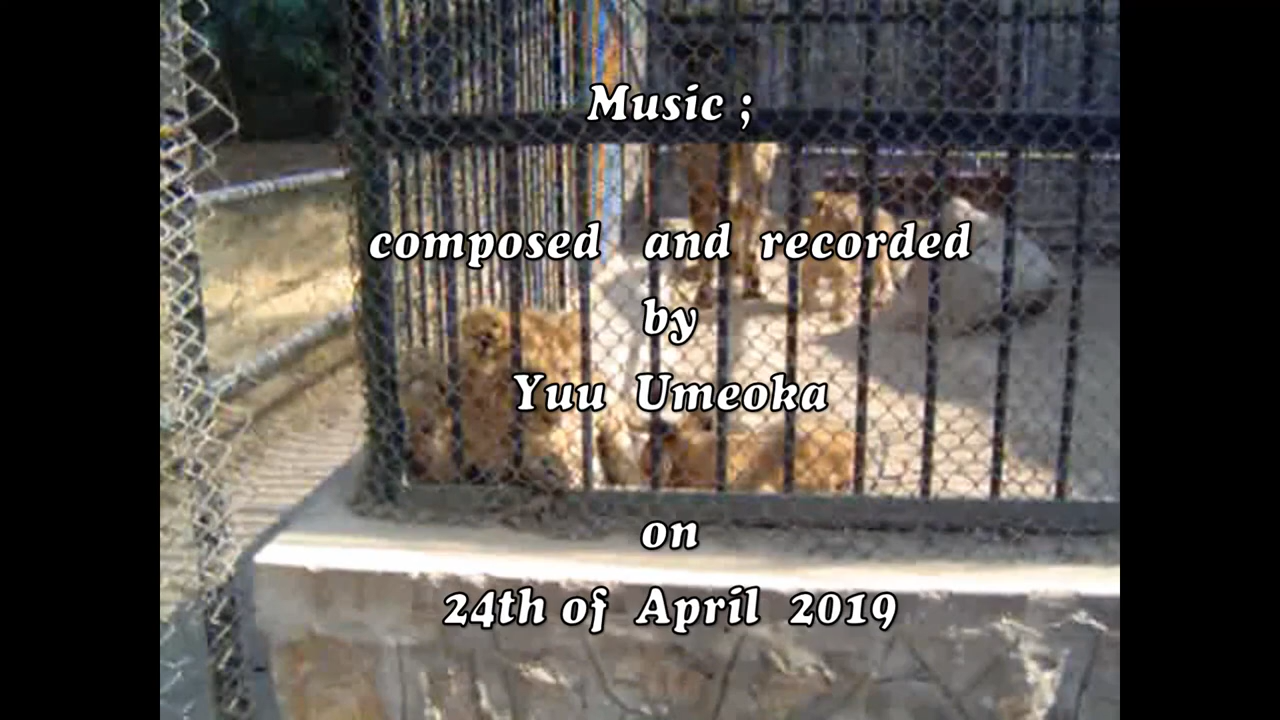 Music ;
composed and recorded
by
Yuu Umeoka
on
24th of April 2019